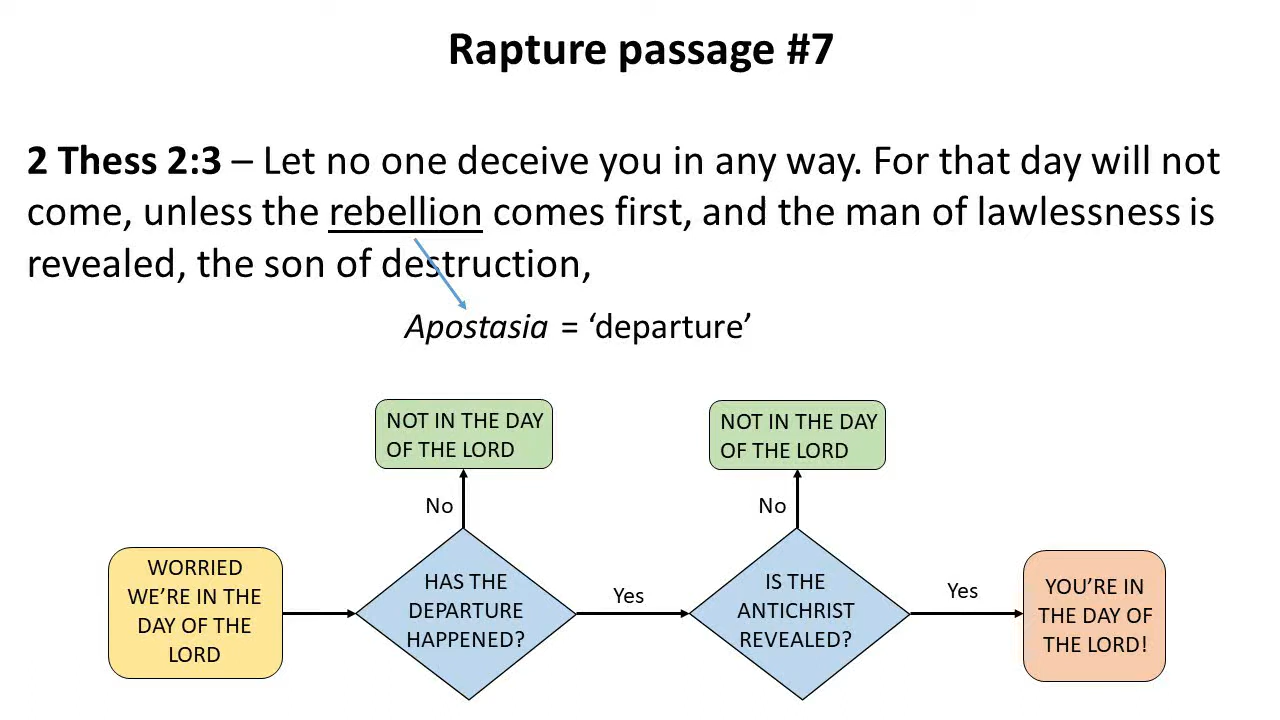 Rapture passage #7
2 Thess 2:3 – Let no one deceive you in any way. For that day will not
come, unless the rebellion comes first, and the man of lawlessness is
revealed, the son of destruction,
Apostasia = ‘departure’
NOT IN THE DAY
OF THE LORD
NOT IN THE DAY
OF THE LORD
No
No
WORRIED
WE’RE IN THE
DAY OF THE
LORD
HAS THE
DEPARTURE
HAPPENED?
Yes
IS THE
ANTICHRIST
REVEALED?
Yes
YOU’RE IN
THE DAY OF
THE LORD!